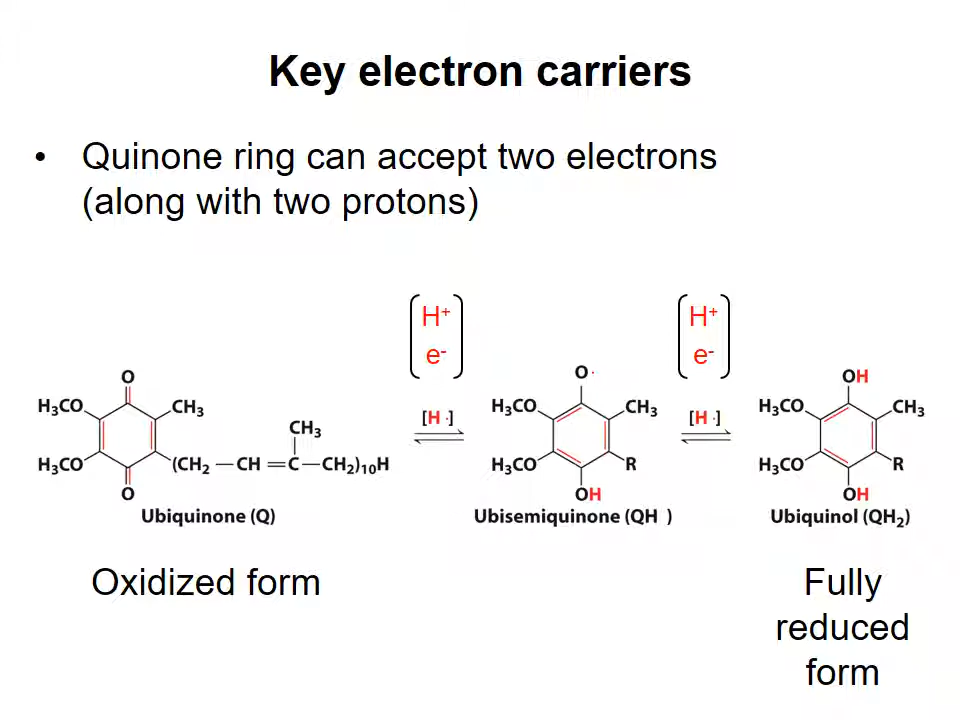 Key electron carriers
• Quinone ring can accept two electrons
(along with two protons)
H⁺
e⁻
H⁺
e⁻
O
H₃CO
CH₃
CH₃
H₃CO
(CH₂—CH=C—CH₂)₁₀H
O
Ubiquinone (Q)
[H·]
O·
H₃CO
CH₃
H₃CO
R
OH
Ubisemiquinone (QH )
[H·]
OH
H₃CO
CH₃
H₃CO
R
OH
Ubiquinol (QH₂)
Oxidized form
Fully
reduced
form